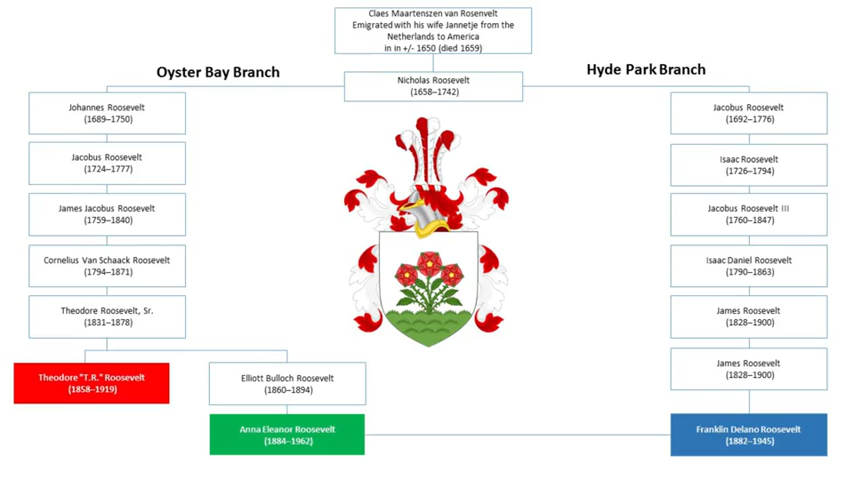 Claes Maartenszen van Rosenvelt
Emigrated with his wife Jannetje from the
Netherlands to America
in in +/- 1650 (died 1659)
Oyster Bay Branch
Hyde Park Branch
Nicholas Roosevelt
(1658–1742)
Johannes Roosevelt
(1689–1750)
Jacobus Roosevelt
(1692–1776)
Jacobus Roosevelt
(1724–1777)
Isaac Roosevelt
(1726–1794)
James Jacobus Roosevelt
(1759–1840)
Jacobus Roosevelt III
(1760–1847)
Cornelius Van Schaack Roosevelt
(1794–1871)
Isaac Daniel Roosevelt
(1790–1863)
Theodore Roosevelt, Sr.
(1831–1878)
James Roosevelt
(1828–1900)
Theodore "T.R." Roosevelt
(1858–1919)
Elliott Bulloch Roosevelt
(1860–1894)
James Roosevelt
(1828–1900)
Anna Eleanor Roosevelt
(1884–1962)
Franklin Delano Roosevelt
(1882–1945)